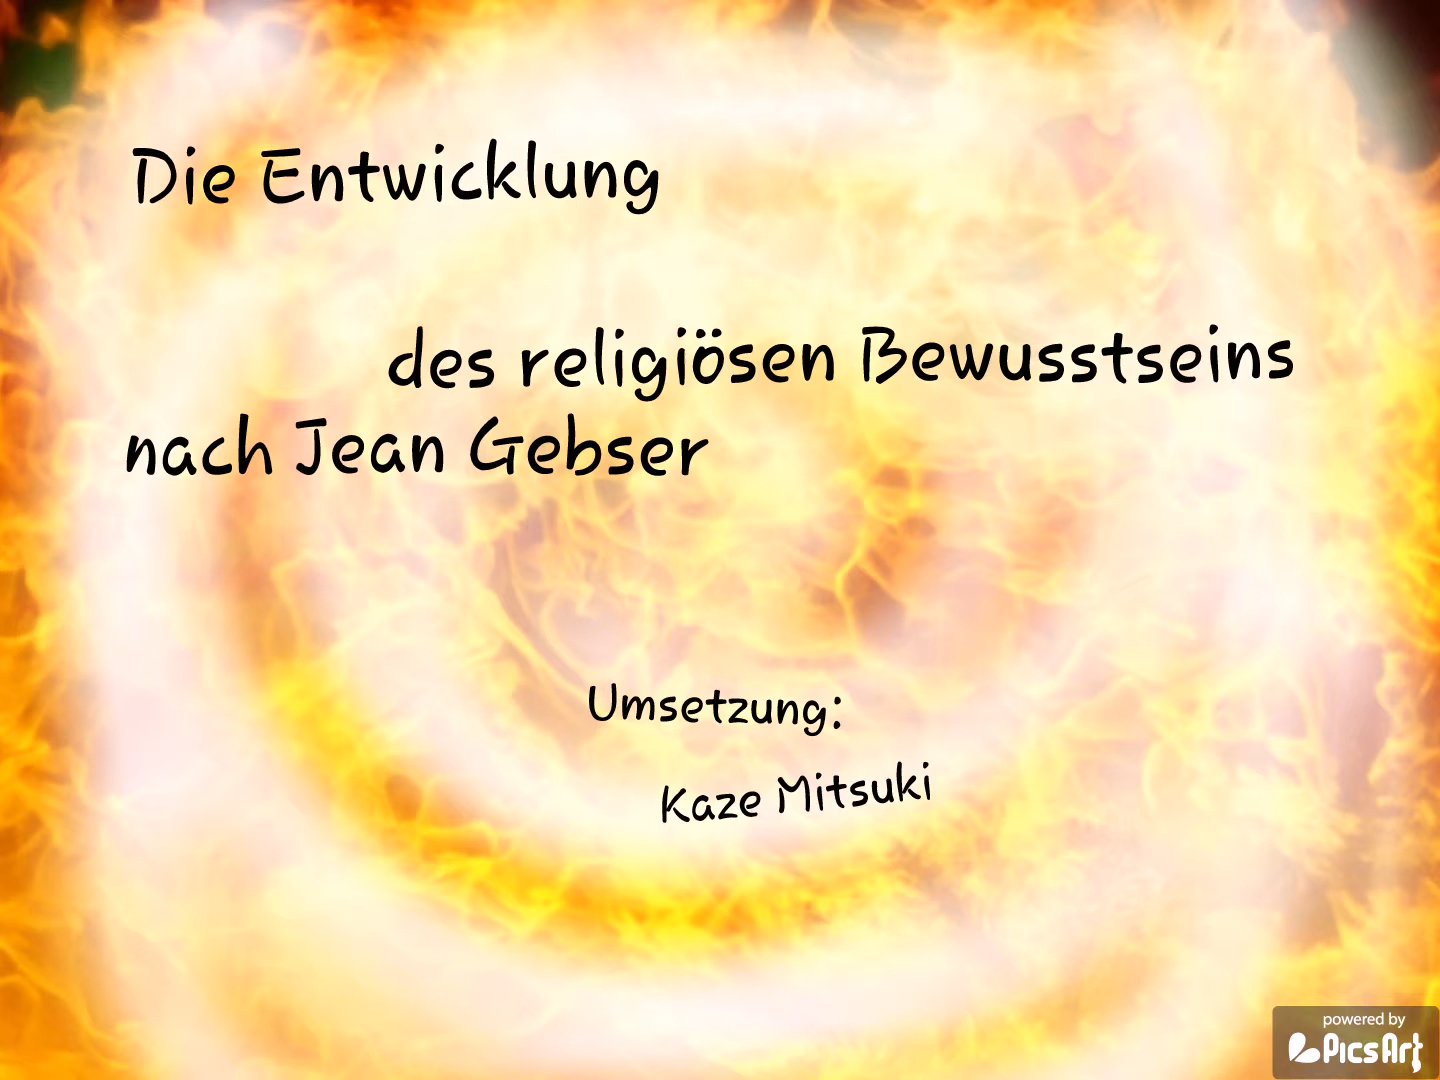 Die Entwicklung
des religiösen Bewusstseins
nach Jean Gebser
Umsetzung:
Kaze Mitsuki
powered by
PicsArt